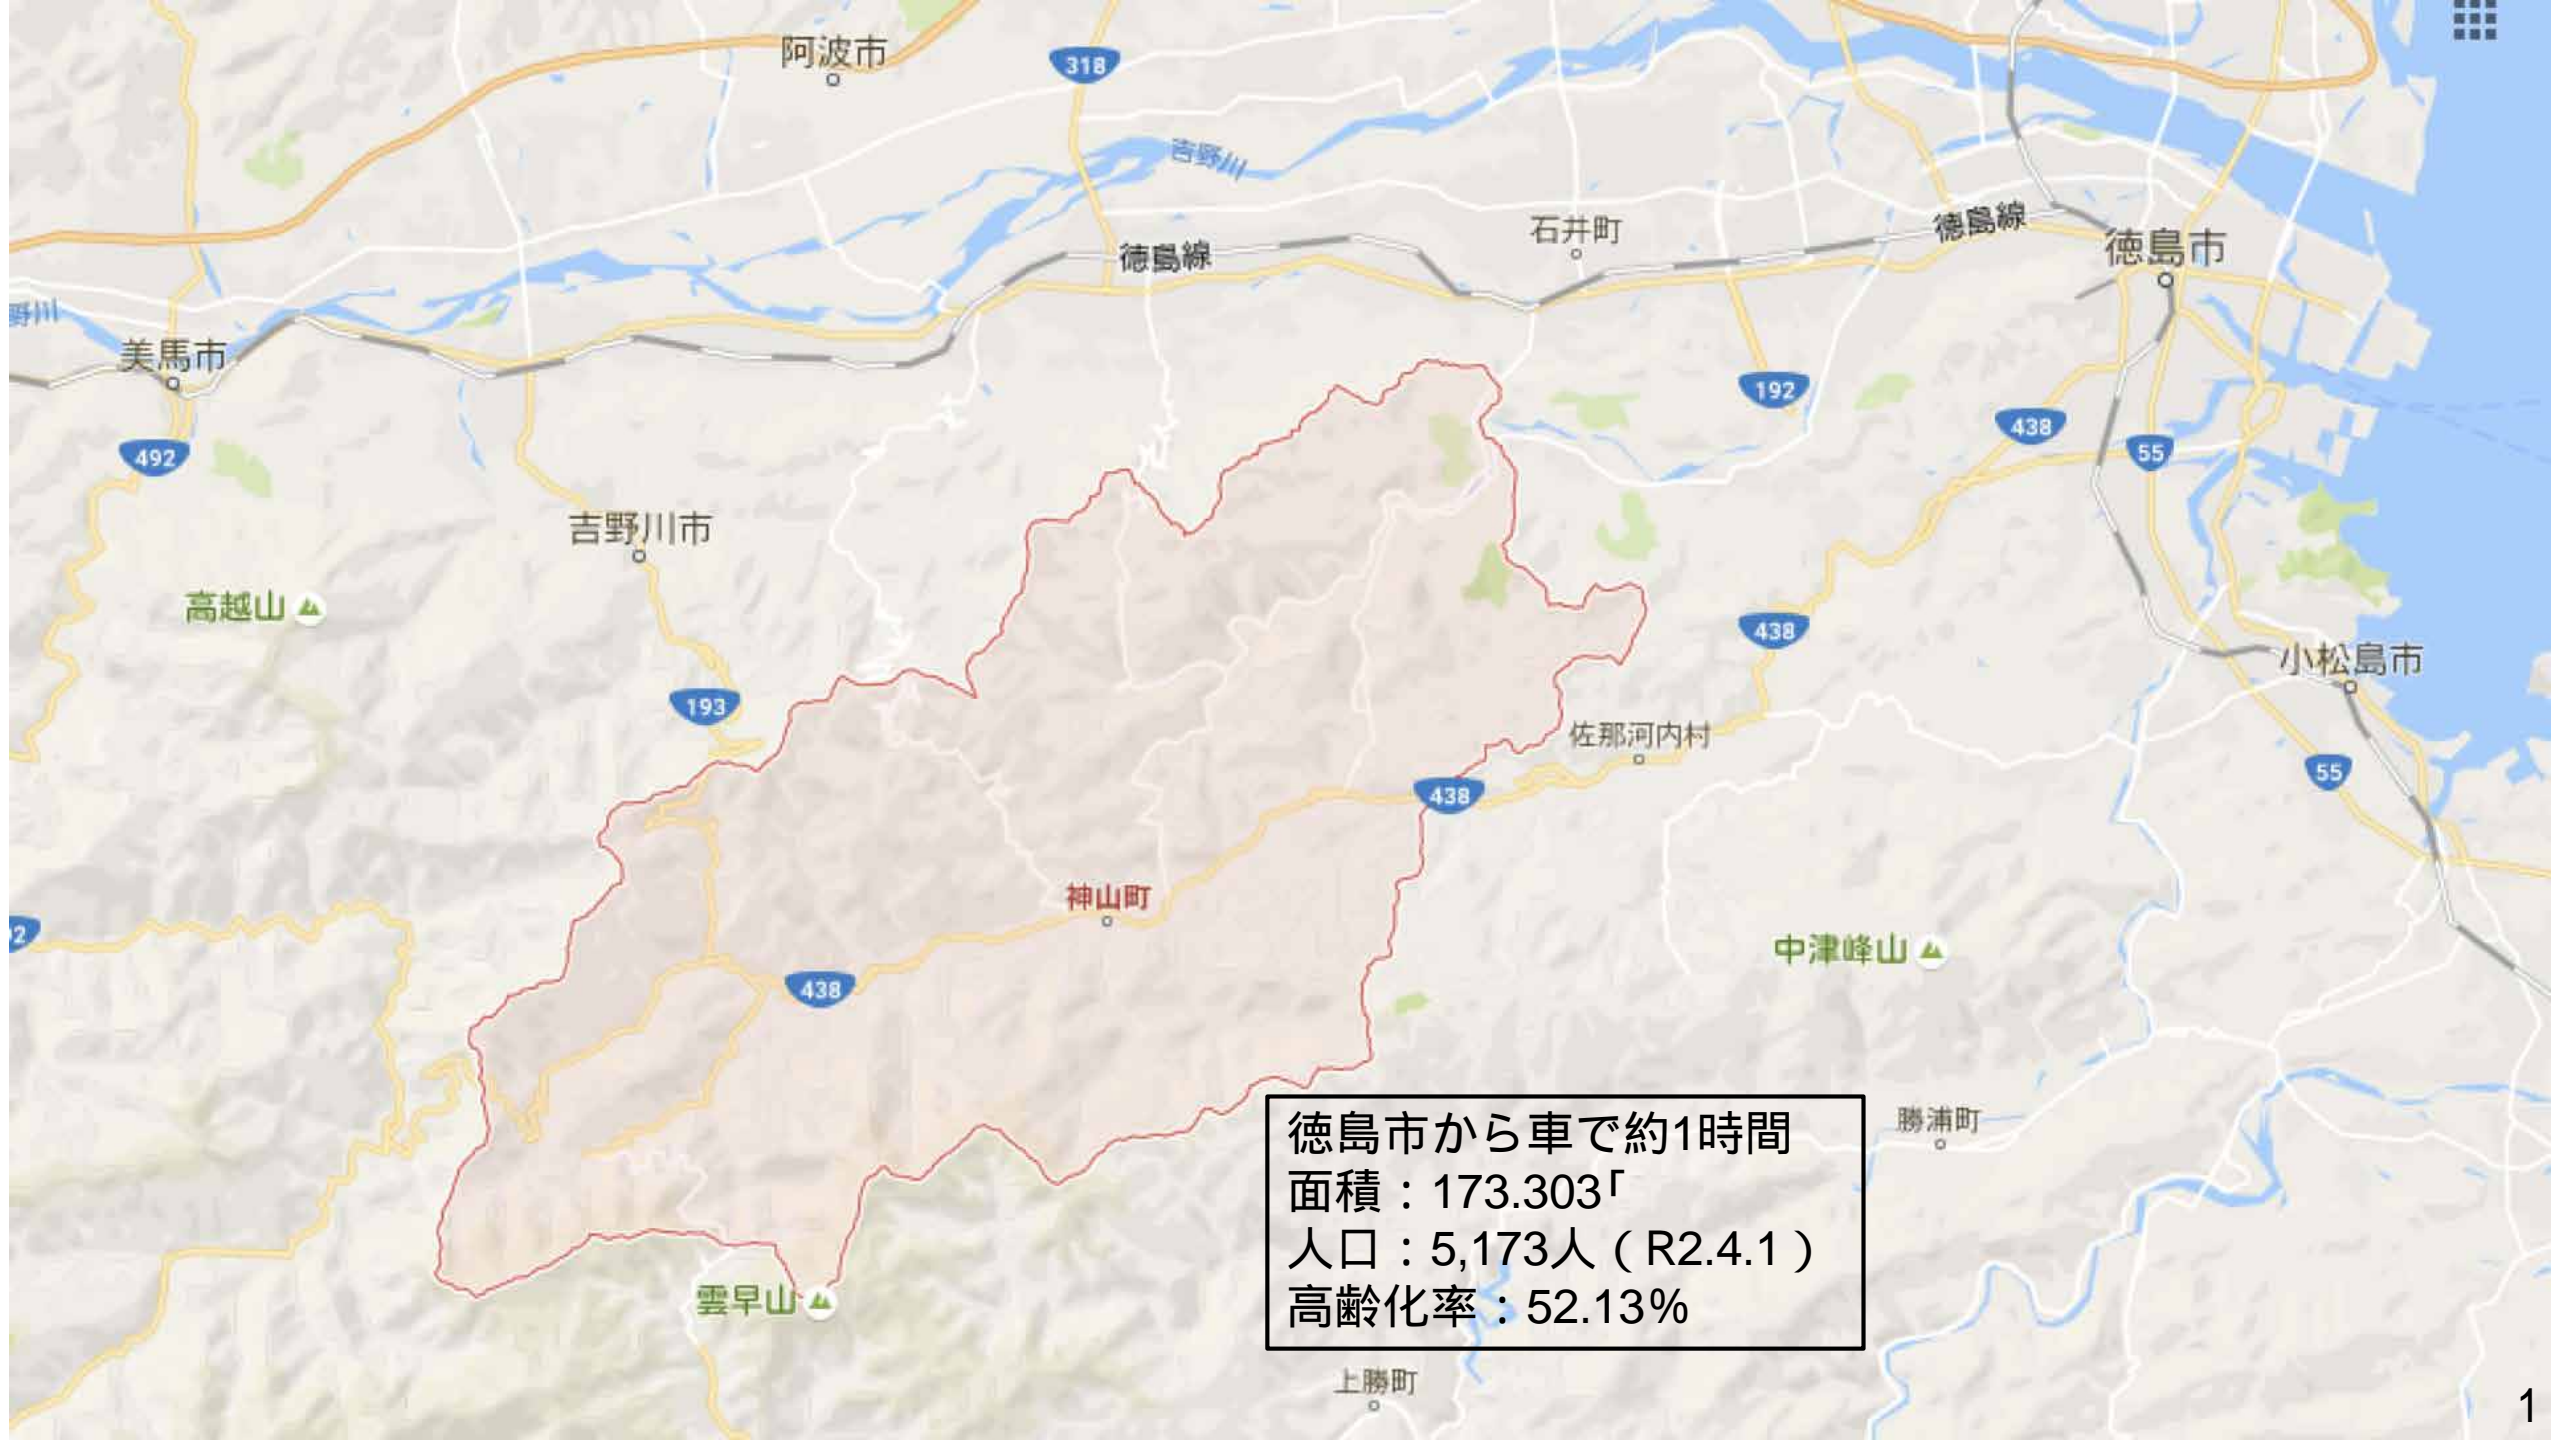 阿波市
318
吉野川
石井町
徳島線
徳島線
徳島市
野川
美馬市
192
438
492
55
吉野川市
高越山
438
小松島市
193
佐那河内村
55
438
神山町
2
中津峰山
438
徳島市から車で約1時間
面積：173.303｢
人口：5,173人（R2.4.1）
高齢化率：52.13%
勝浦町
雲早山
上勝町
1